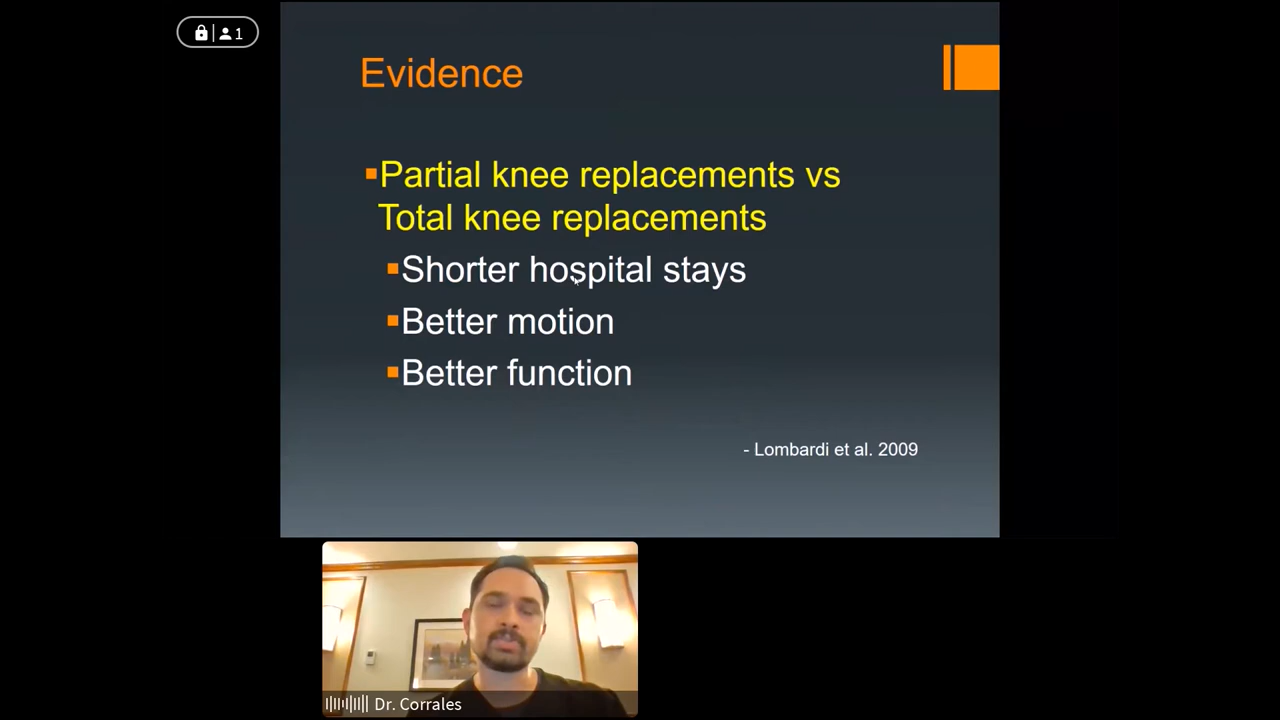 1
Evidence
Partial knee replacements vs
Total knee replacements
Shorter hospital stays
Better motion
Better function
- Lombardi et al. 2009
Dr. Corrales